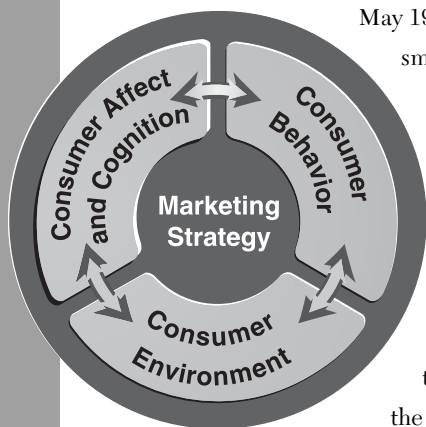 May 19
sm
Consumer Affect
and Cognition
Consumer
Behavior
Marketing
Strategy
Consumer
Environment
t
the